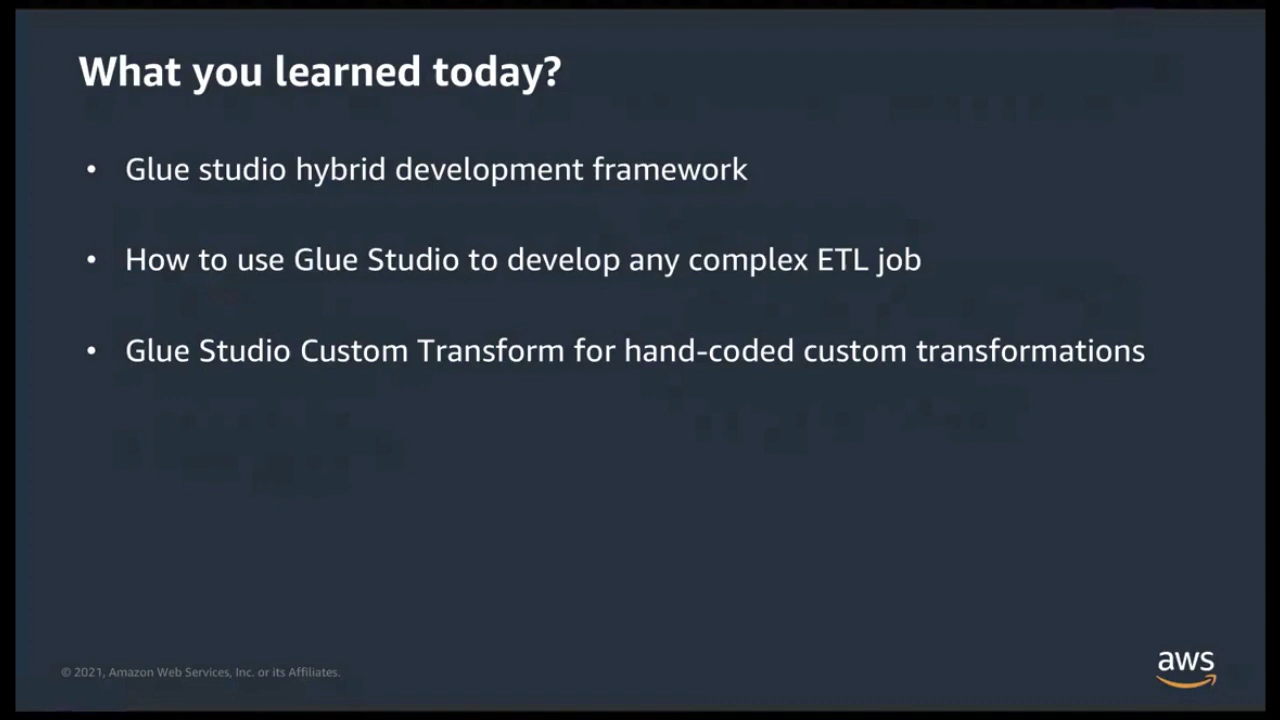 What you learned today?
• Glue studio hybrid development framework
• How to use Glue Studio to develop any complex ETL job
• Glue Studio Custom Transform for hand-coded custom transformations
© 2021, Amazon Web Services, Inc. or its Affiliates.
aws